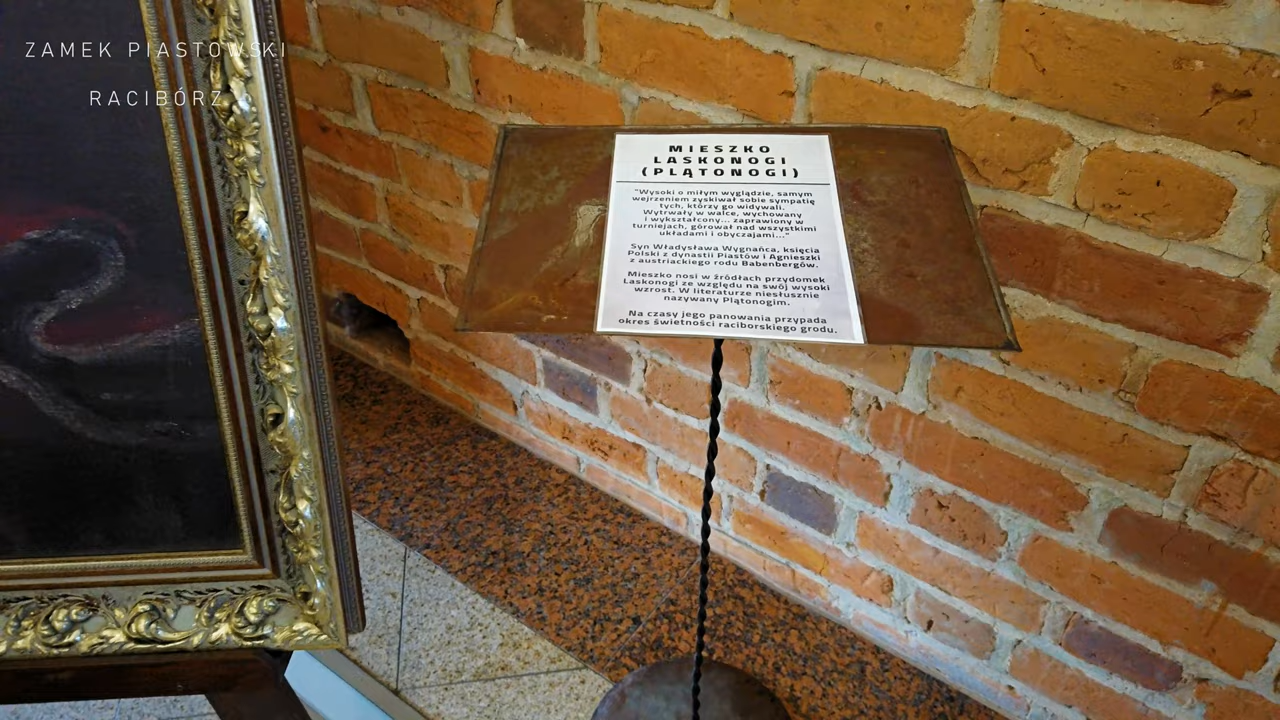 ZAMEK PIASTOWSKI
RACIBÓRZ
MIESZKO
LASKONOGI
(PLĄTONOGI)
"Wysoki o miłym wyglądzie, samym
wejrzeniem zyskiwał sobie sympatię
tych, którzy go widywali.
Wytrwały w walce, wychowany
i wykształcony... zaprawiony w
turniejach, górował nad wszystkimi
układami i obyczajami..."
Syn Władysława Wygnańca, księcia
Polski z dynastii Piastów i Agnieszki
z austriackiego rodu Babenbergów.
Mieszko nosi w źródłach przydomek
Laskonogi ze względu na swój wysoki
wzrost. W literaturze niesłusznie
nazywany Plątonogim.
Na czasy jego panowania przypada
okres świetności raciborskiego grodu.